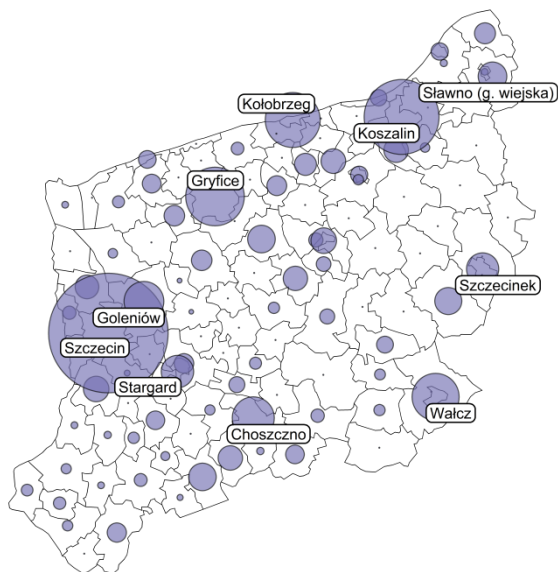 Sławno (g. wiejska)
Kołobrzeg
Koszalin
Gryfice
Szczecinek
Goleniów
Szczecin
Stargard
Wałcz
Choszczno